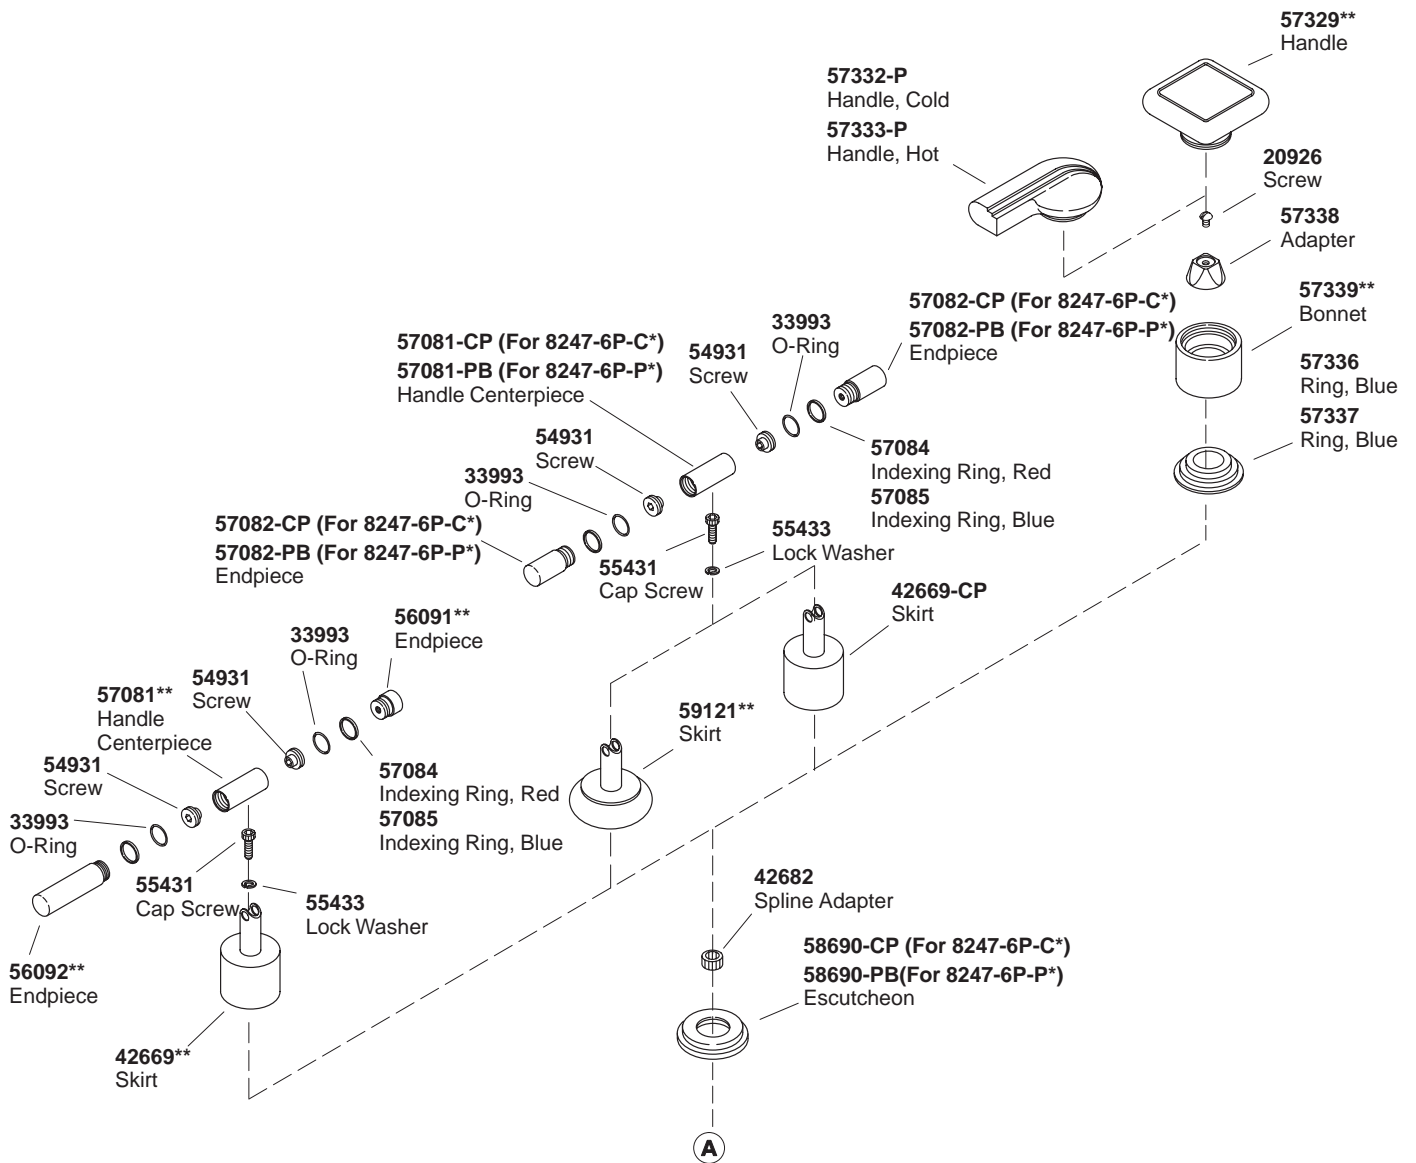 57329**
Handle
57332-P
Handle, Cold
57333-P
Handle, Hot
20926
Screw
57338
Adapter
57339**
Bonnet
57336
Ring, Blue
57337
Ring, Blue
57082-CP (For 8247-6P-C*)
57082-PB (For 8247-6P-P*)
Endpiece
33993
O-Ring
57081-CP (For 8247-6P-C*)
57081-PB (For 8247-6P-P*)
Handle Centerpiece
54931
Screw
57084
Indexing Ring, Red
57085
Indexing Ring, Blue
54931
Screw
33993
O-Ring
57082-CP (For 8247-6P-C*)
57082-PB (For 8247-6P-P*)
Endpiece
55433
Lock Washer
55431
Cap Screw
42669-CP
Skirt
56091**
Endpiece
33993
O-Ring
54931
Screw
57081**
Handle
Centerpiece
59121**
Skirt
54931
Screw
57084
Indexing Ring, Red
57085
Indexing Ring, Blue
33993
O-Ring
55431
Cap Screw
55433
Lock Washer
42682
Spline Adapter
58690-CP (For 8247-6P-C*)
58690-PB(For 8247-6P-P*)
Escutcheon
56092**
Endpiece
42669**
Skirt
A